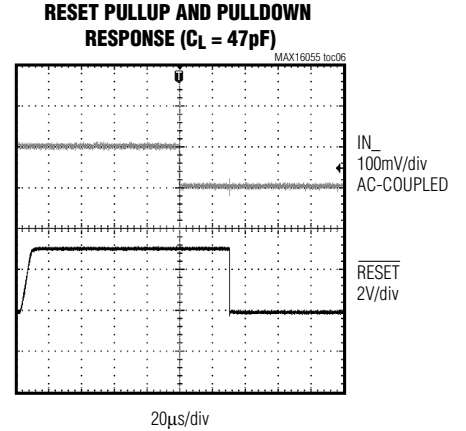 RESET PULLUP AND PULLDOWN
RESPONSE (CL = 47pF)
MAX16055 toc06
T
IN_
100mV/div
AC-COUPLED
RESET
2V/div
20μs/div